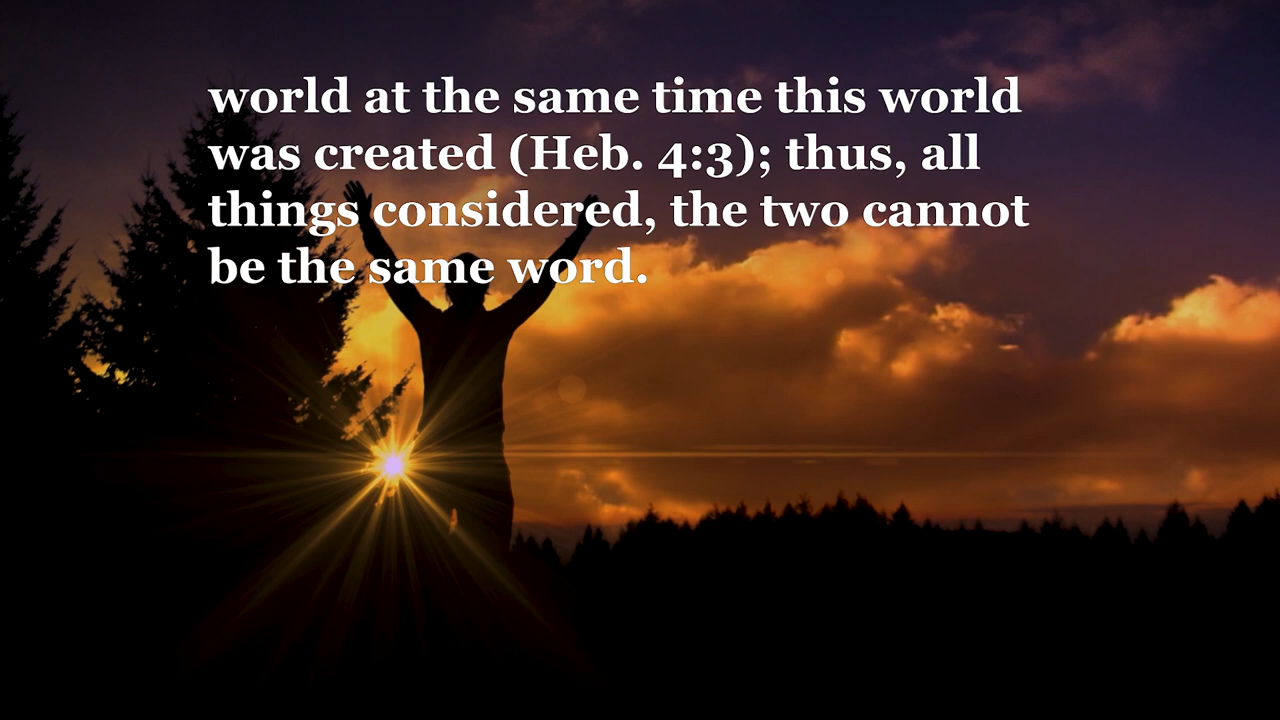 world at the same time this world
was created (Heb. 4:3); thus, all
things considered, the two cannot
be the same word.